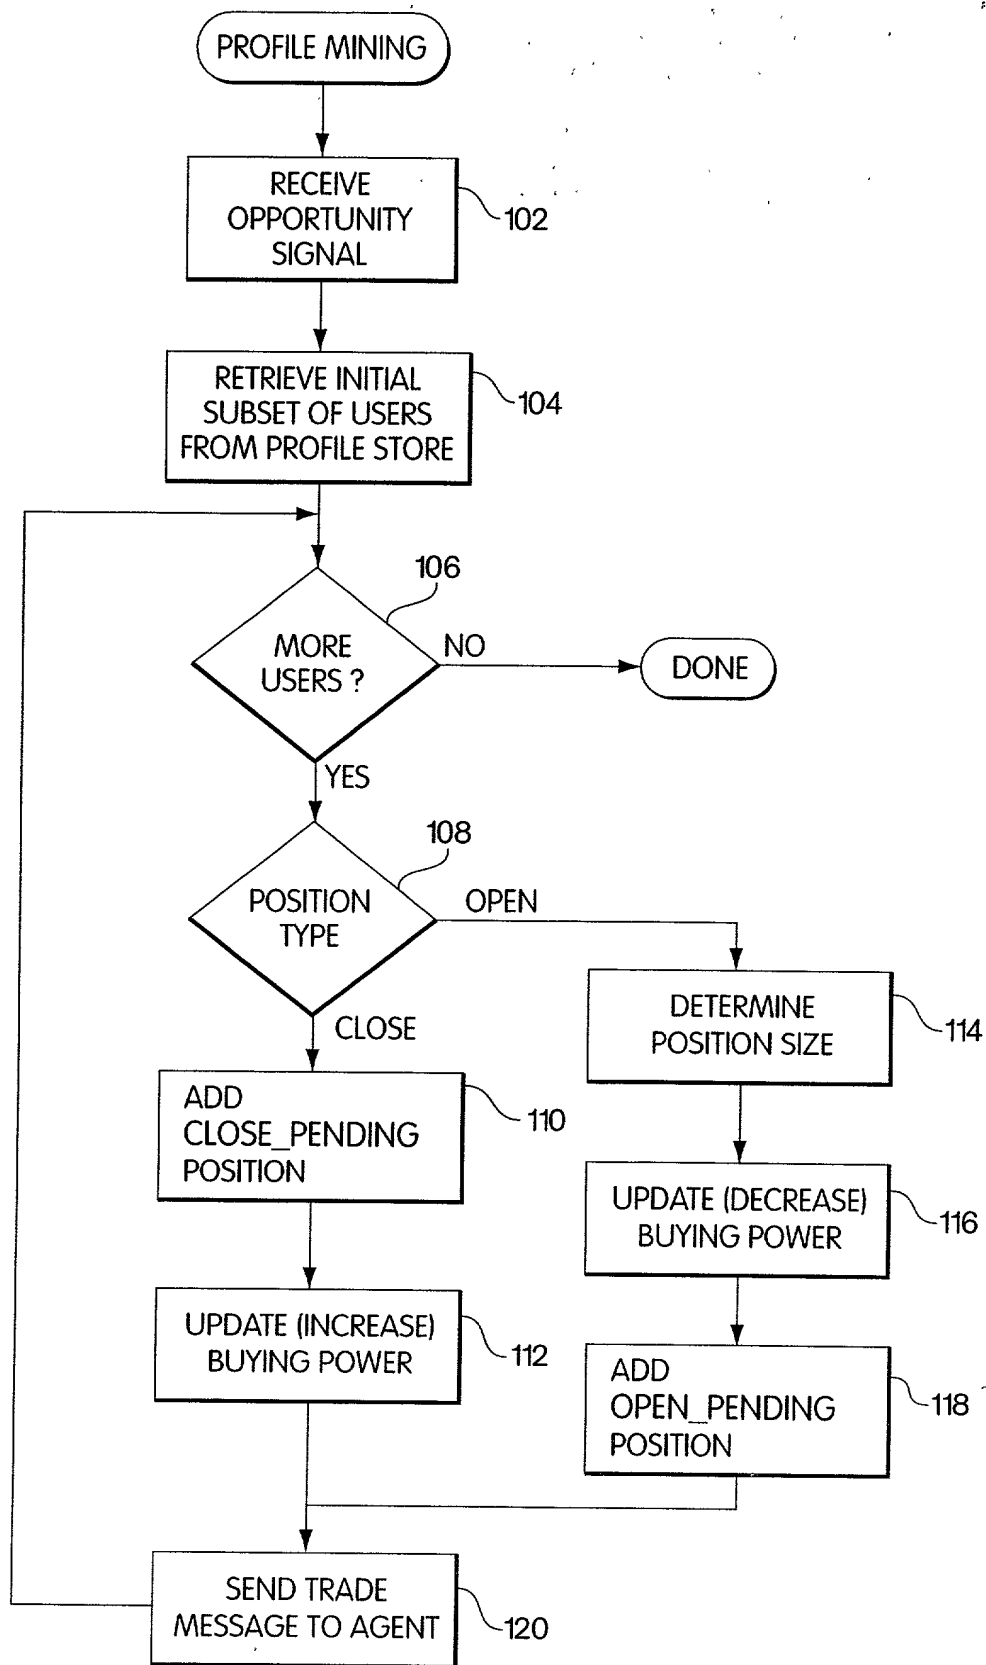 PROFILE MINING
RECEIVE
OPPORTUNITY
SIGNAL
102
RETRIEVE INITIAL
SUBSET OF USERS
FROM PROFILE STORE
104
106
MORE
USERS ?
NO
DONE
YES
108
POSITION
TYPE
OPEN
CLOSE
DETERMINE
POSITION SIZE
114
ADD
CLOSE_PENDING
POSITION
110
UPDATE (DECREASE)
BUYING POWER
116
UPDATE (INCREASE)
BUYING POWER
112
ADD
OPEN_PENDING
POSITION
118
SEND TRADE
MESSAGE TO AGENT
120